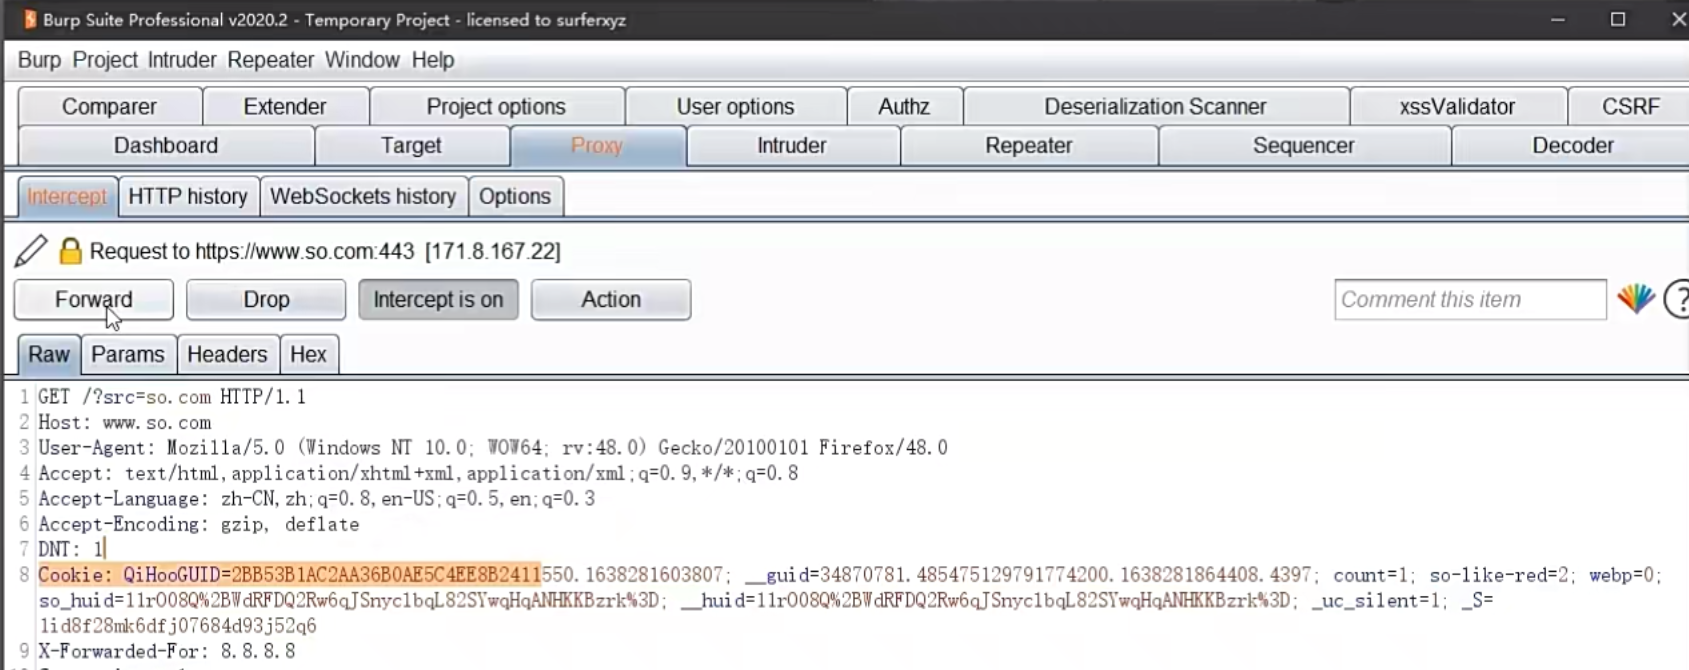 Burp Suite Professional v2020.2 - Temporary Project - licensed to surferxyz
Burp Project Intruder Repeater Window Help
Comparer Extender Project options User options Authz Deserialization Scanner xssValidator CSRF
Dashboard Target Proxy Intruder Repeater Sequencer Decoder
Intercept HTTP history WebSockets history Options
Request to https://www.so.com:443 [171.8.167.22]
Forward Drop Intercept is on Action Comment this item ?
Raw Params Headers Hex
1 GET /?src=so.com HTTP/1.1
2 Host: www.so.com
3 User-Agent: Mozilla/5.0 (Windows NT 10.0; WOW64; rv:48.0) Gecko/20100101 Firefox/48.0
4 Accept: text/html,application/xhtml+xml,application/xml;q=0.9,*/*;q=0.8
5 Accept-Language: zh-CN,zh;q=0.8,en-US;q=0.5,en;q=0.3
6 Accept-Encoding: gzip, deflate
7 DNT: 1
8 Cookie: QiHooGUID=2BB53B1AC2AA36B0AE5C4EE8B2411550.1638281603807; __guid=34870781.485475129791774200.1638281864408.4397; count=1; so-like-red=2; webp=0;
so_huid=11rO08Q%2BWdRFDQ2Rw6qJSnyc1bqL82SYwqHqANHKKBzrk%3D; __huid=11rO08Q%2BWdRFDQ2Rw6qJSnyc1bqL82SYwqHqANHKKBzrk%3D; _uc_silent=1; _S=
lid8f28mk6dfj07684d93j52q6
9 X-Forwarded-For: 8.8.8.8